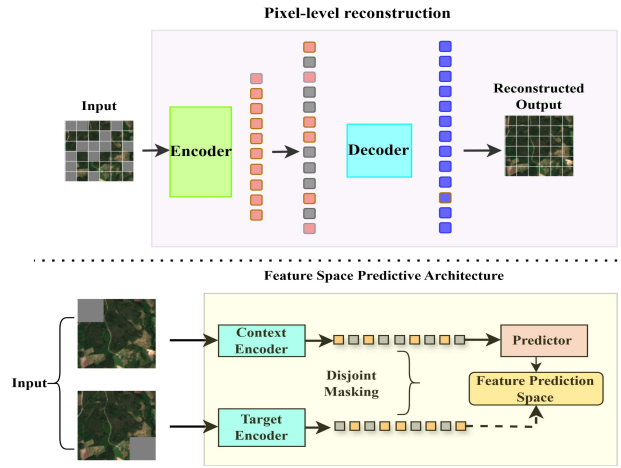 Pixel-level reconstruction
Input
Encoder
Decoder
Reconstructed
Output
Feature Space Predictive Architecture
Input
Context
Encoder
Predictor
Disjoint
Masking
Feature Prediction
Space
Target
Encoder